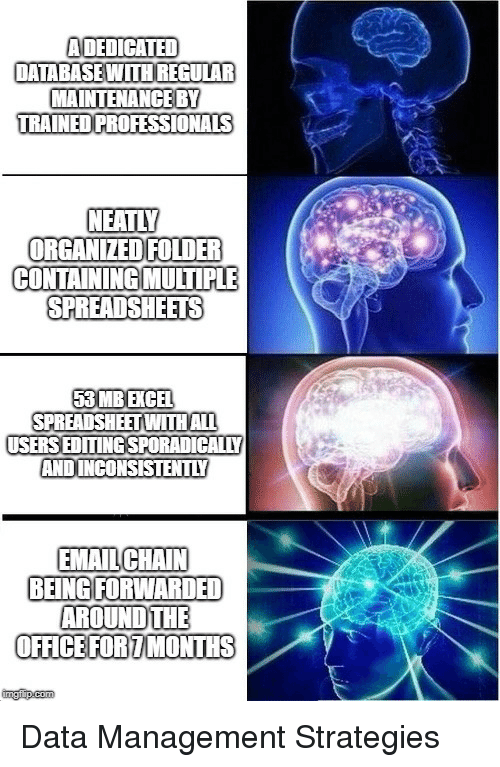 A DEDICATED
DATABASE WITH REGULAR
MAINTENANCE BY
TRAINED PROFESSIONALS
NEATLY
ORGANIZED FOLDER
CONTAINING MULTIPLE
SPREADSHEETS
53 MB EXCEL
SPREADSHEET WITH ALL
USERS EDITING SPORADICALLY
AND INCONSISTENTLY
EMAIL CHAIN
BEING FORWARDED
AROUND THE
OFFICE FOR 7 MONTHS
imgflip.com
Data Management Strategies